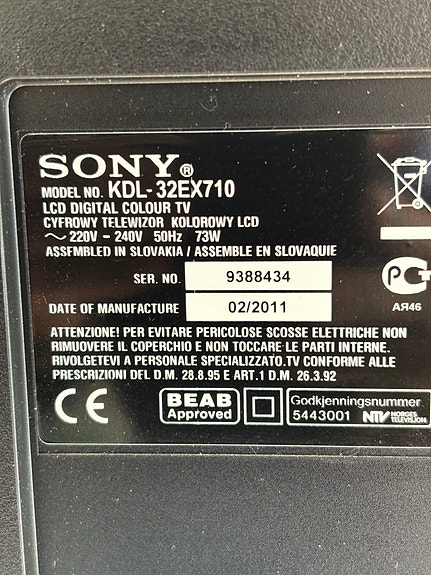 SONY®
MODEL NO. KDL-32EX710
LCD DIGITAL COLOUR TV
CYFROWY TELEWIZOR KOLOROWY LCD
~ 220V - 240V 50Hz 73W
ASSEMBLED IN SLOVAKIA / ASSEMBLE EN SLOVAQUIE
SER. NO. 9388434
DATE OF MANUFACTURE 02/2011
РСТ
АЯ46
ATTENZIONE! PER EVITARE PERICOLOSE SCOSSE ELETTRICHE NON
RIMUOVERE IL COPERCHIO E NON TOCCARE LE PARTI INTERNE.
RIVOLGETEVI A PERSONALE SPECIALIZZATO.TV CONFORME ALLE
PRESCRIZIONI DEL D.M. 28.8.95 E ART.1 D.M. 26.3.92
CE
BEAB
Approved
Godkjenningsnummer
5443001 NTV NORGES
TELEVISJON